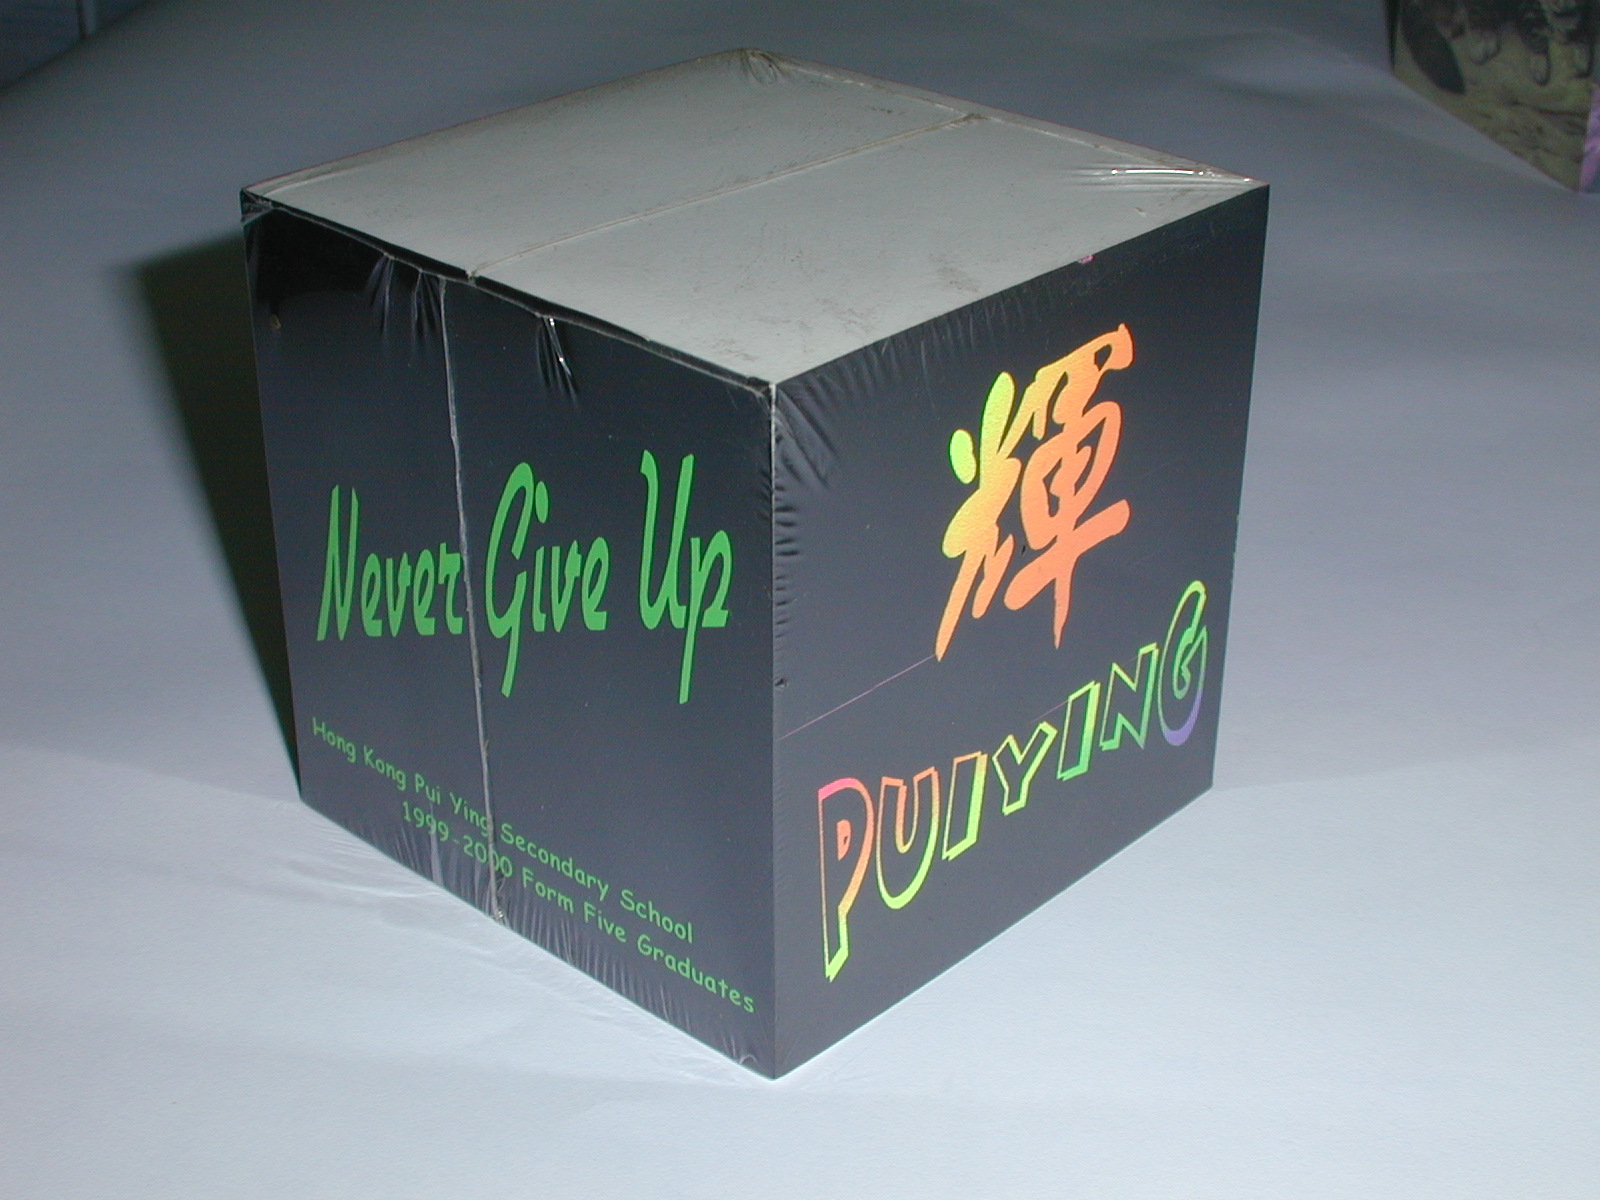 Never Give Up
Hong Kong Pui Ying Secondary School
1999-2000 Form Five Graduates
輝
PUIYING